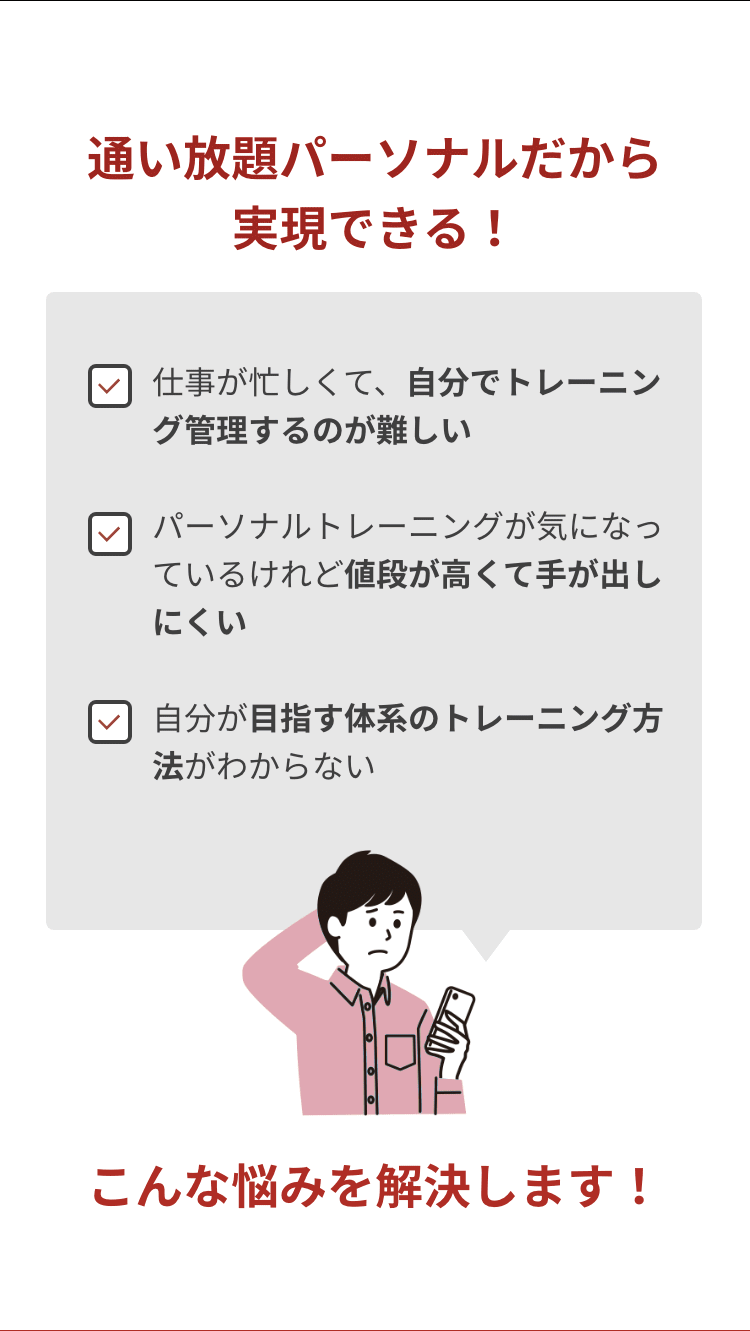 通い放題パーソナルだから
実現できる！
仕事が忙しくて、自分でトレーニン
グ管理するのが難しい
パーソナルトレーニングが気になっ
ているけれど値段が高くて手が出し
にくい
自分が目指す体系のトレーニング方
法がわからない
こんな悩みを解決します！